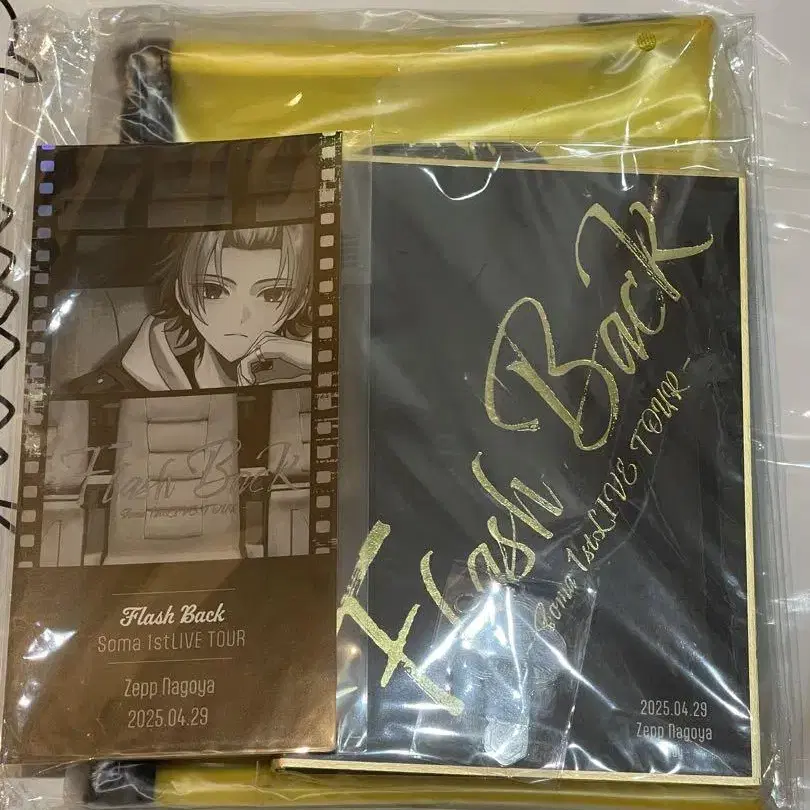 Flash Back
Soma 1stLIVE TOUR
Flash Back
Soma 1stLIVE TOUR
Zepp Nagoya
2025.04.29
Flash Back
Soma 1stLIVE TOUR-
2025.04.29
Zepp Nagoya